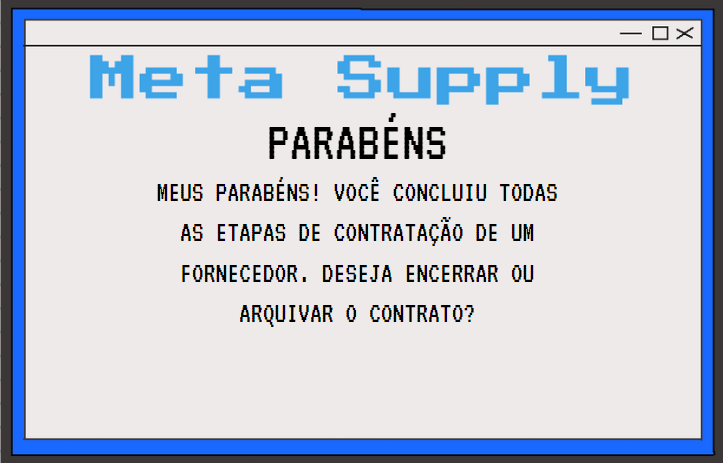 Meta Supply
PARABÉNS
MEUS PARABÉNS! VOCÊ CONCLUIU TODAS
AS ETAPAS DE CONTRATAÇÃO DE UM
FORNECEDOR. DESEJA ENCERRAR OU
ARQUIVAR O CONTRATO?